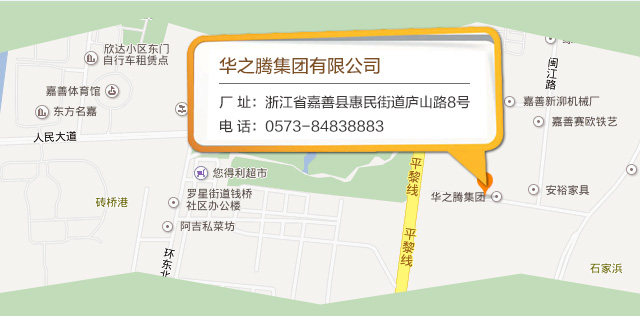 欣达小区东门
自行车租赁点
嘉善体育馆
东方名嘉
人民大道
华之腾集团有限公司
厂 址：浙江省嘉善县惠民街道庐山路8号
电 话：0573-84838883
闽江路
嘉善新泖机械厂
嘉善赛欧铁艺
您得利超市
平黎线
砖桥港
罗星街道钱桥
社区办公楼
阿吉私菜坊
华之腾集团
安裕家具
环东北
平黎线
石家浜